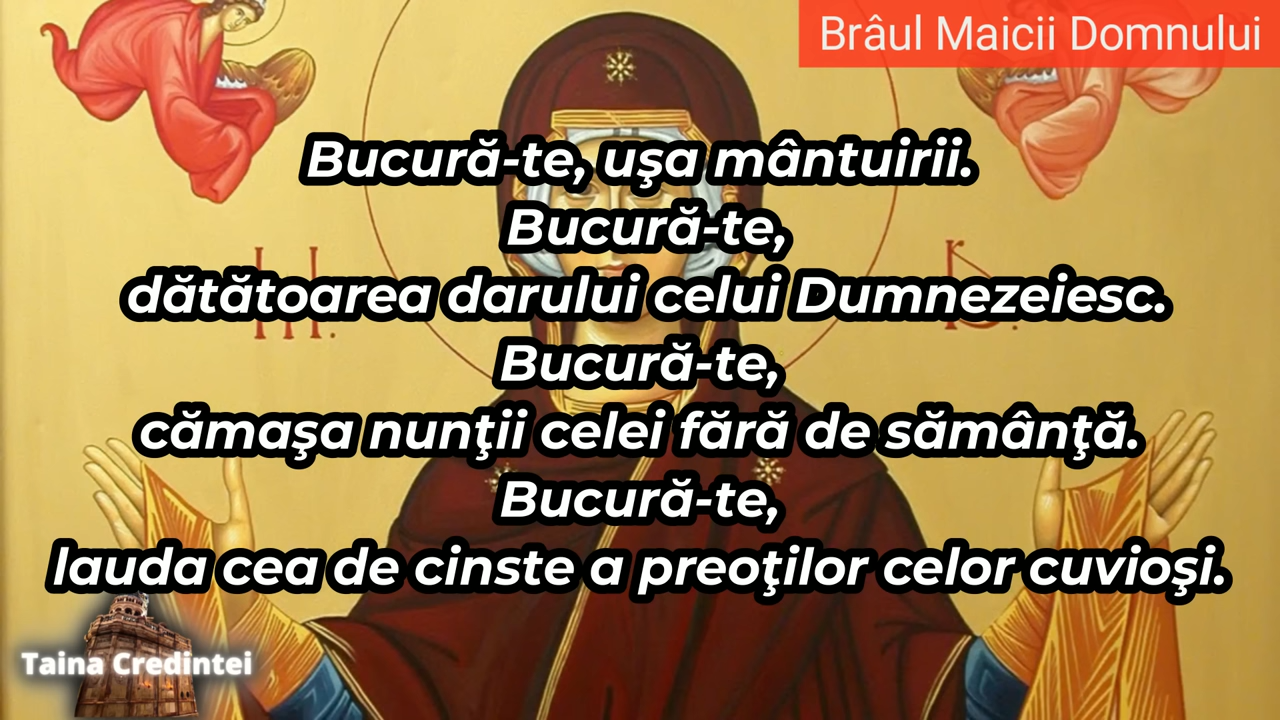 Brâul Maicii Domnului
Bucură-te, uşa mântuirii.
Bucură-te,
dătătoarea darului celui Dumnezeiesc.
Bucură-te,
cămaşa nunţii celei fără de sămânţă.
Bucură-te,
lauda cea de cinste a preoţilor celor cuvioşi.
Taina Credintei